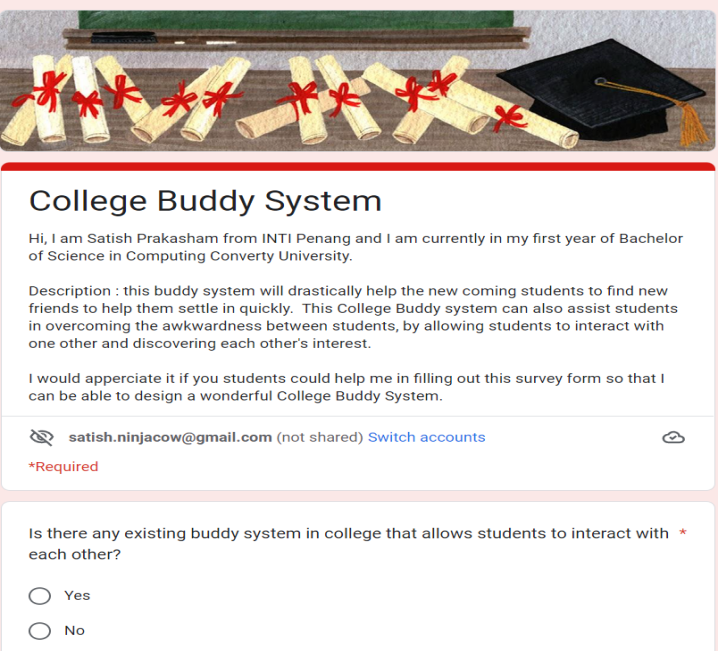 College Buddy System
Hi, I am Satish Prakasham from INTI Penang and I am currently in my first year of Bachelor
of Science in Computing Converty University.
Description : this buddy system will drastically help the new coming students to find new
friends to help them settle in quickly.  This College Buddy system can also assist students
in overcoming the awkwardness between students, by allowing students to interact with
one other and discovering each other's interest.
I would apperciate it if you students could help me in filling out this survey form so that I
can be able to design a wonderful College Buddy System.
satish.ninjacow@gmail.com (not shared) Switch accounts
*Required
Is there any existing buddy system in college that allows students to interact with *
each other?
Yes
No